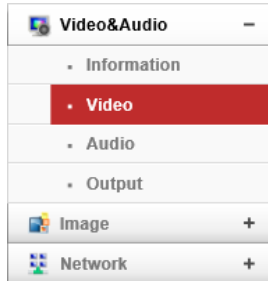 Video&Audio −
• Information
• Video
• Audio
• Output
Image +
Network +